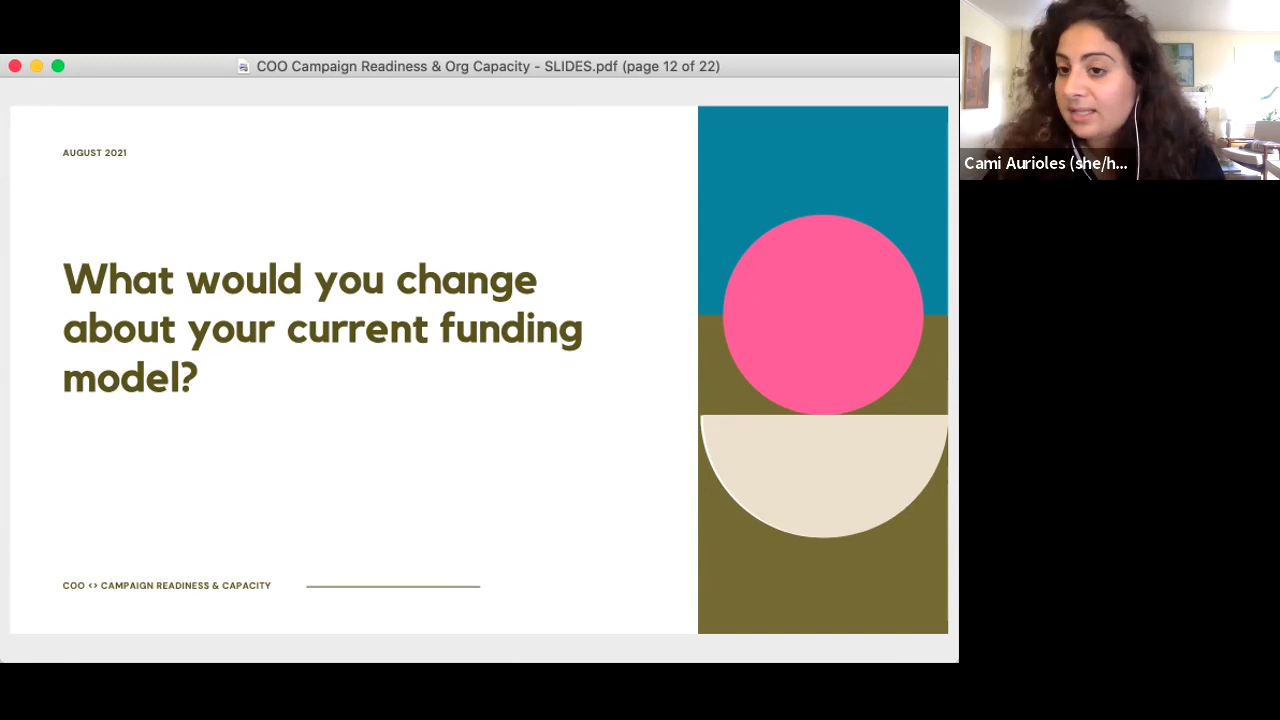 COO Campaign Readiness & Org Capacity - SLIDES.pdf (page 12 of 22)
AUGUST 2021
What would you change
about your current funding
model?
COO <> CAMPAIGN READINESS & CAPACITY
Cami Aurioles (she/h...